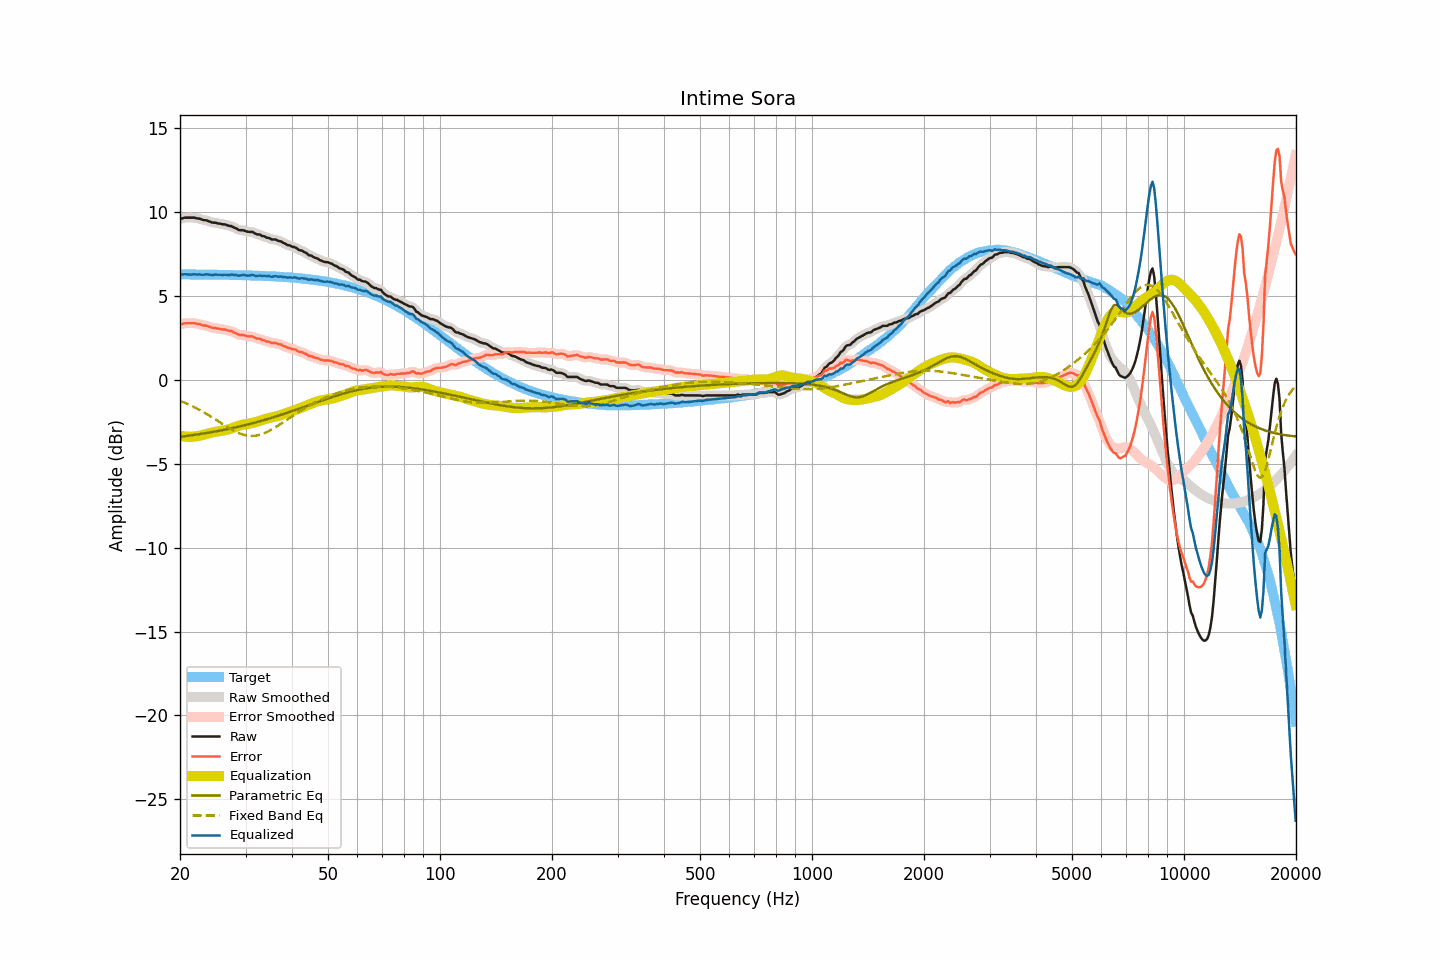 Intime Sora
15
10
5
0
−5
−10
−15
−20
−25
Amplitude (dBr)
Target
Raw Smoothed
Error Smoothed
Raw
Error
Equalization
Parametric Eq
Fixed Band Eq
Equalized
20 50 100 200 500 1000 2000 5000 10000 20000
Frequency (Hz)